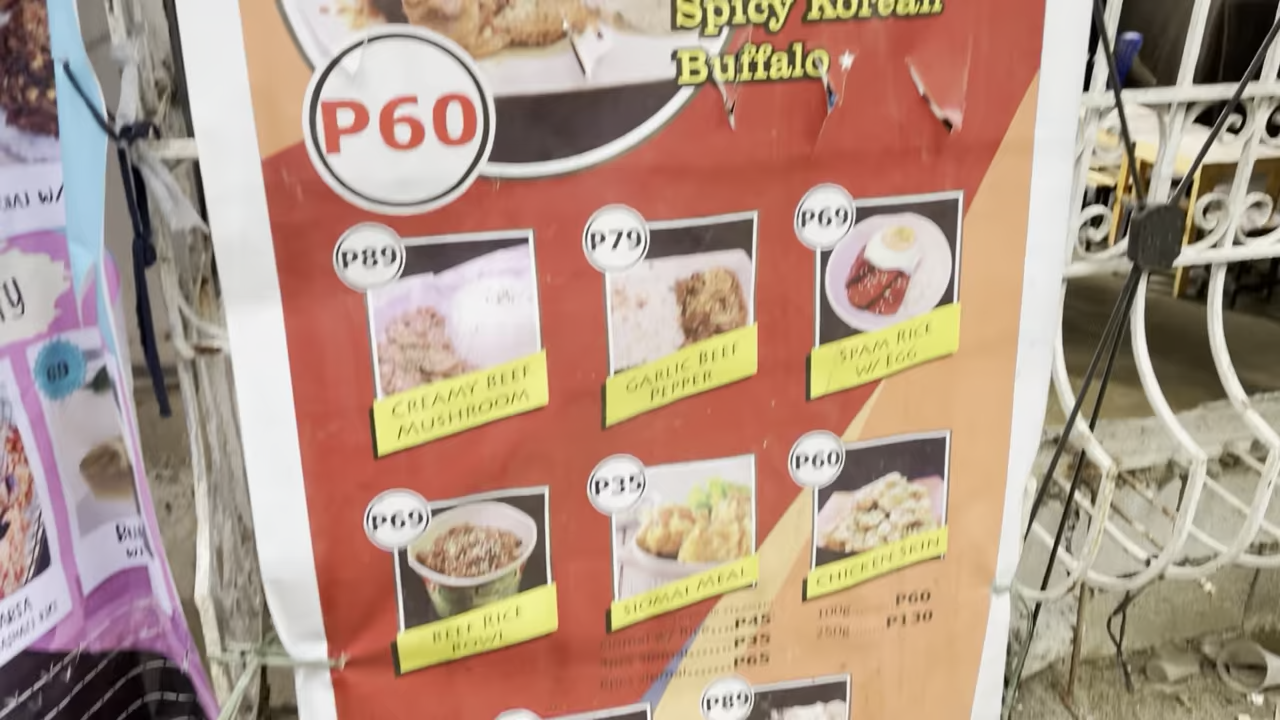 Spicy Korean
Buffalo
P60
P89
CREAMY BEEF
MUSHROOM
P79
GARLIC BEEF
PEPPER
P69
SPAM RICE
W/ EGG
P69
BEEF RICE
BOWL
P35
SIOMAI MEAL
P45
P35
P65
P60
CHICKEN SKIN
100g P60
250g P130
P89
W/
TY